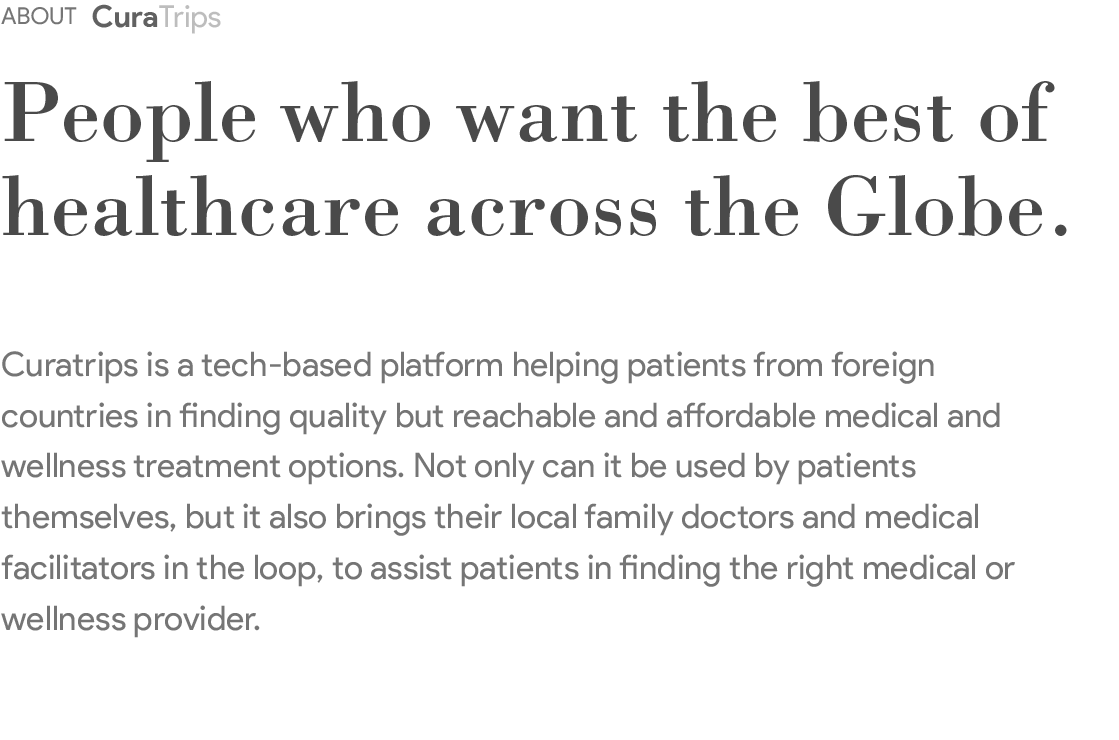 ABOUT CuraTrips
People who want the best of
healthcare across the Globe.
Curatrips is a tech-based platform helping patients from foreign
countries in finding quality but reachable and affordable medical and
wellness treatment options. Not only can it be used by patients
themselves, but it also brings their local family doctors and medical
facilitators in the loop, to assist patients in finding the right medical or
wellness provider.